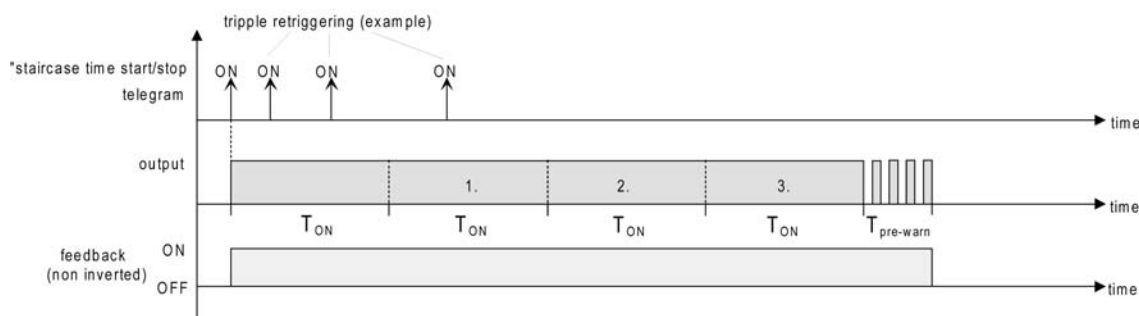 tripple retriggering (example)
"staircase time start/stop
telegram
ON ON ON ON
time
output
1. 2. 3.
time
TON TON TON TON Tpre-warn
feedback
(non inverted)
ON
OFF
time